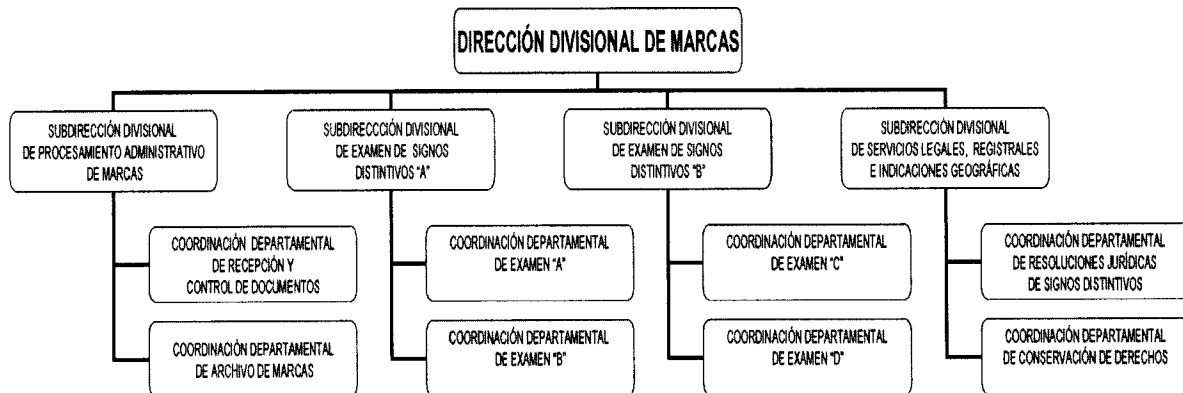 DIRECCIÓN DIVISIONAL DE MARCAS
SUBDIRECCIÓN DIVISIONAL
DE PROCESAMIENTO ADMINISTRATIVO
DE MARCAS
SUBDIRECCCIÓN DIVISIONAL
DE EXAMEN DE SIGNOS
DISTINTIVOS "A"
SUBDIRECCIÓN DIVISIONAL
DE EXAMEN DE SIGNOS
DISTINTIVOS "B"
SUBDIRECCIÓN DIVISIONAL
DE SERVICIOS LEGALES, REGISTRALES
E INDICACIONES GEOGRÁFICAS
COORDINACIÓN DEPARTAMENTAL
DE RECEPCIÓN Y
CONTROL DE DOCUMENTOS
COORDINACIÓN DEPARTAMENTAL
DE EXAMEN "A"
COORDINACIÓN DEPARTAMENTAL
DE EXAMEN "C"
COORDINACIÓN DEPARTAMENTAL
DE RESOLUCIONES JURÍDICAS
DE SIGNOS DISTINTIVOS
COORDINACIÓN DEPARTAMENTAL
DE ARCHIVO DE MARCAS
COORDINACIÓN DEPARTAMENTAL
DE EXAMEN "B"
COORDINACIÓN DEPARTAMENTAL
DE EXAMEN "D"
COORDINACIÓN DEPARTAMENTAL
DE CONSERVACIÓN DE DERECHOS